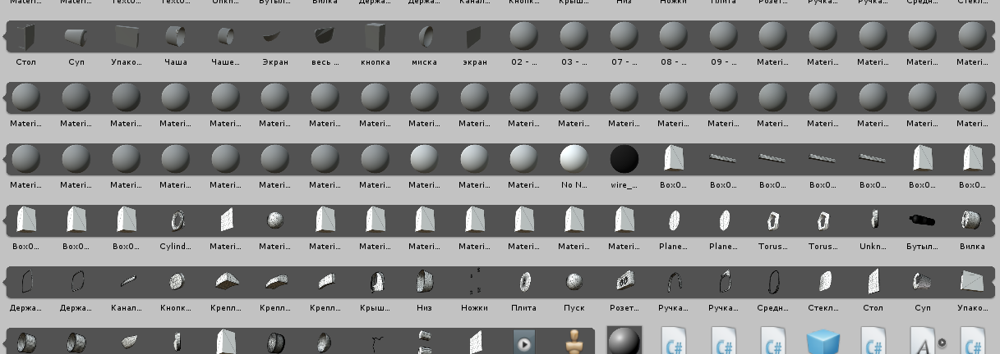 Матери... Матери... Texto... Texto... Unkn... Бутыл... Вилка Держа... Держа... Канал... Кнопк... Крыш... Низ Ножки Плита Розет... Ручка... Ручка... Средн... Стекл...
Стол Суп Упако... Чаша Чаше... Экран весь ... кнопка миска экран 02 - ... 03 - ... 07 - ... 08 - ... 09 - ... Materi... Materi... Materi... Materi... Materi...
Materi... Materi... Materi... Materi... Materi... Materi... Materi... Materi... Materi... Materi... Materi... Materi... Materi... Materi... Materi... Materi... Materi... Materi... Materi... Materi...
Materi... Materi... Materi... Materi... Materi... Materi... Materi... Materi... Materi... Materi... Materi... No N... wire_... Box0... Box0... Box0... Box0... Box0... Box0... Box0...
Box0... Box0... Box0... Cylind... Materi... Materi... Materi... Materi... Materi... Materi... Materi... Materi... Materi... Plane... Plane... Torus... Torus... Unkn... Бутыл... Вилка
Держа... Держа... Канал... Кнопк... Крепл... Крепл... Крепл... Крыш... Низ Ножки Плита Пуск Розет... Ручка... Ручка... Средн... Стекл... Стол Суп Упако...
C# C# C# C# A C#